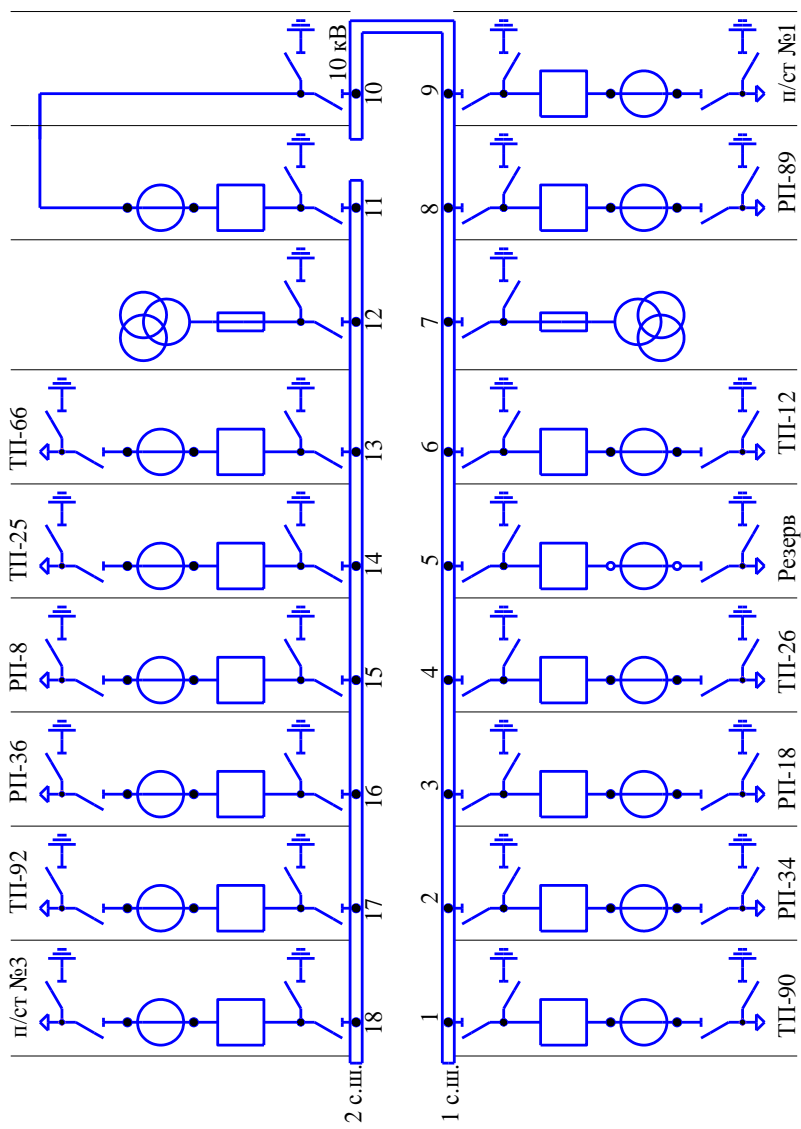 п/ст №3
ТП-92
РП-36
РП-8
ТП-25
ТП-66
18
17
16
15
14
13
12
11
10
10 кВ
2 с.ш.
1 с.ш.
1
2
3
4
5
6
7
8
9
ТП-90
РП-34
РП-18
ТП-26
Резерв
ТП-12
РП-89
п/ст №1